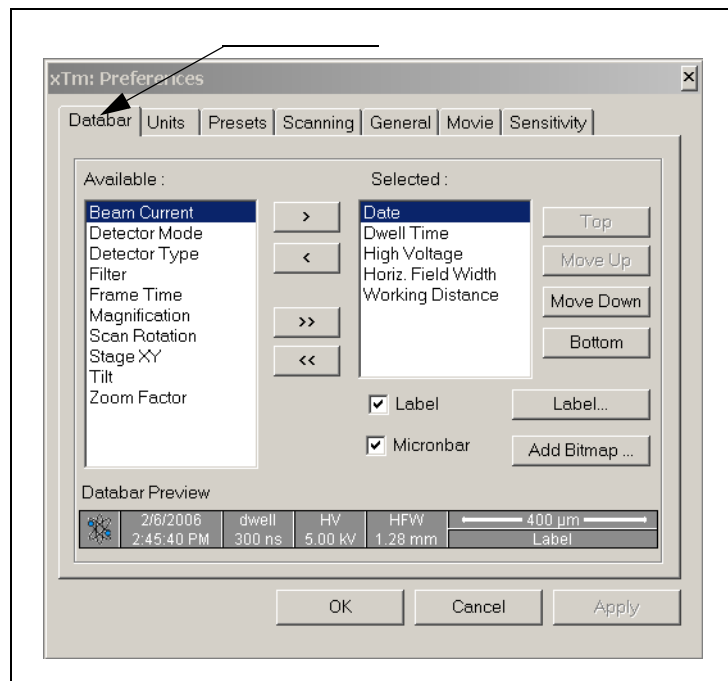 xTm: Preferences
Databar Units Presets Scanning General Movie Sensitivity
Available : Selected :
Beam Current
Detector Mode
Detector Type
Filter
Frame Time
Magnification
Scan Rotation
Stage XY
Tilt
Zoom Factor
>
<
>>
<<
Date
Dwell Time
High Voltage
Horiz. Field Width
Working Distance
Top
Move Up
Move Down
Bottom
Label Label...
Micronbar Add Bitmap ...
Databar Preview
2/6/2006 dwell HV HFW 400 µm
2:45:40 PM 300 ns 5.00 kV 1.28 mm Label
OK Cancel Apply